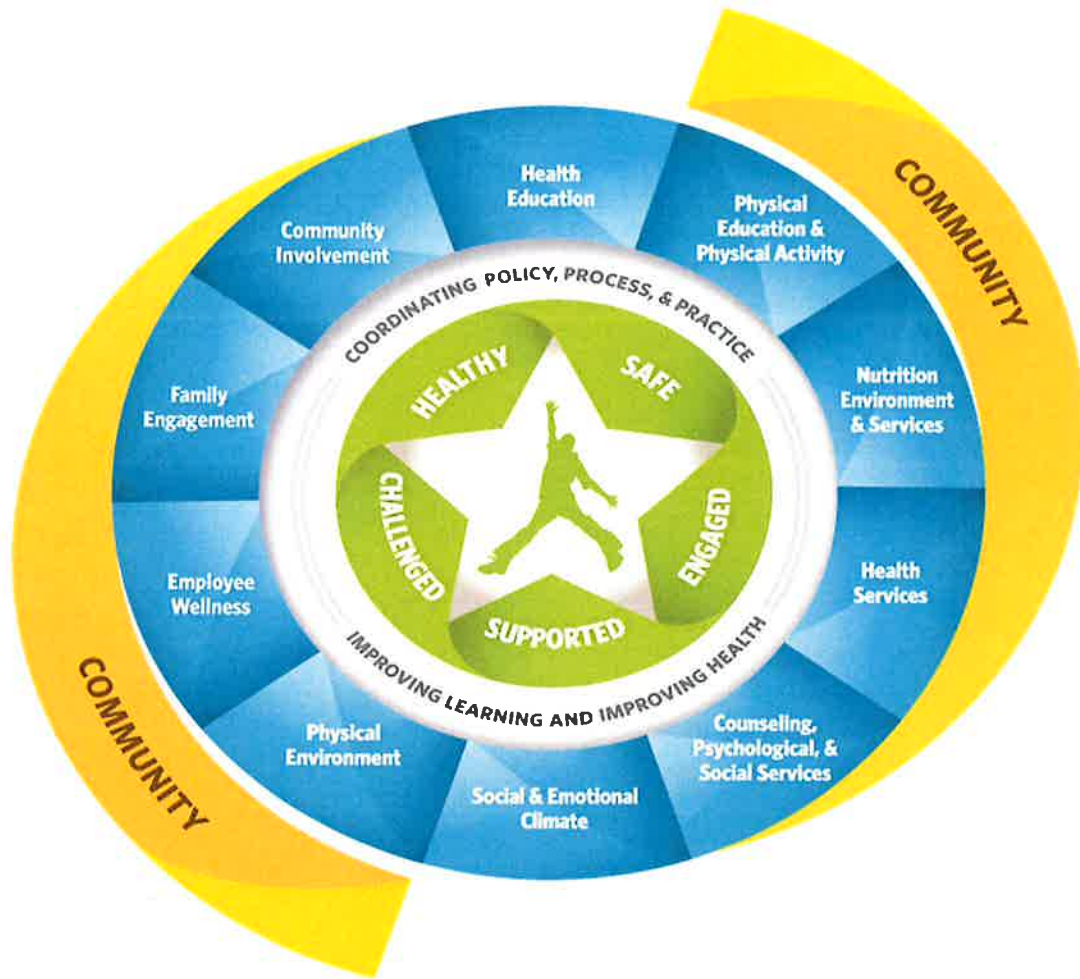 COMMUNITY
Health
Education
Physical
Education &
Physical Activity
Nutrition
Environment
& Services
Health
Services
Counseling,
Psychological, &
Social Services
Social & Emotional
Climate
Physical
Environment
Employee
Wellness
Family
Engagement
Community
Involvement
COORDINATING POLICY, PROCESS, & PRACTICE
IMPROVING LEARNING AND IMPROVING HEALTH
HEALTHY
SAFE
ENGAGED
SUPPORTED
CHALLENGED
COMMUNITY